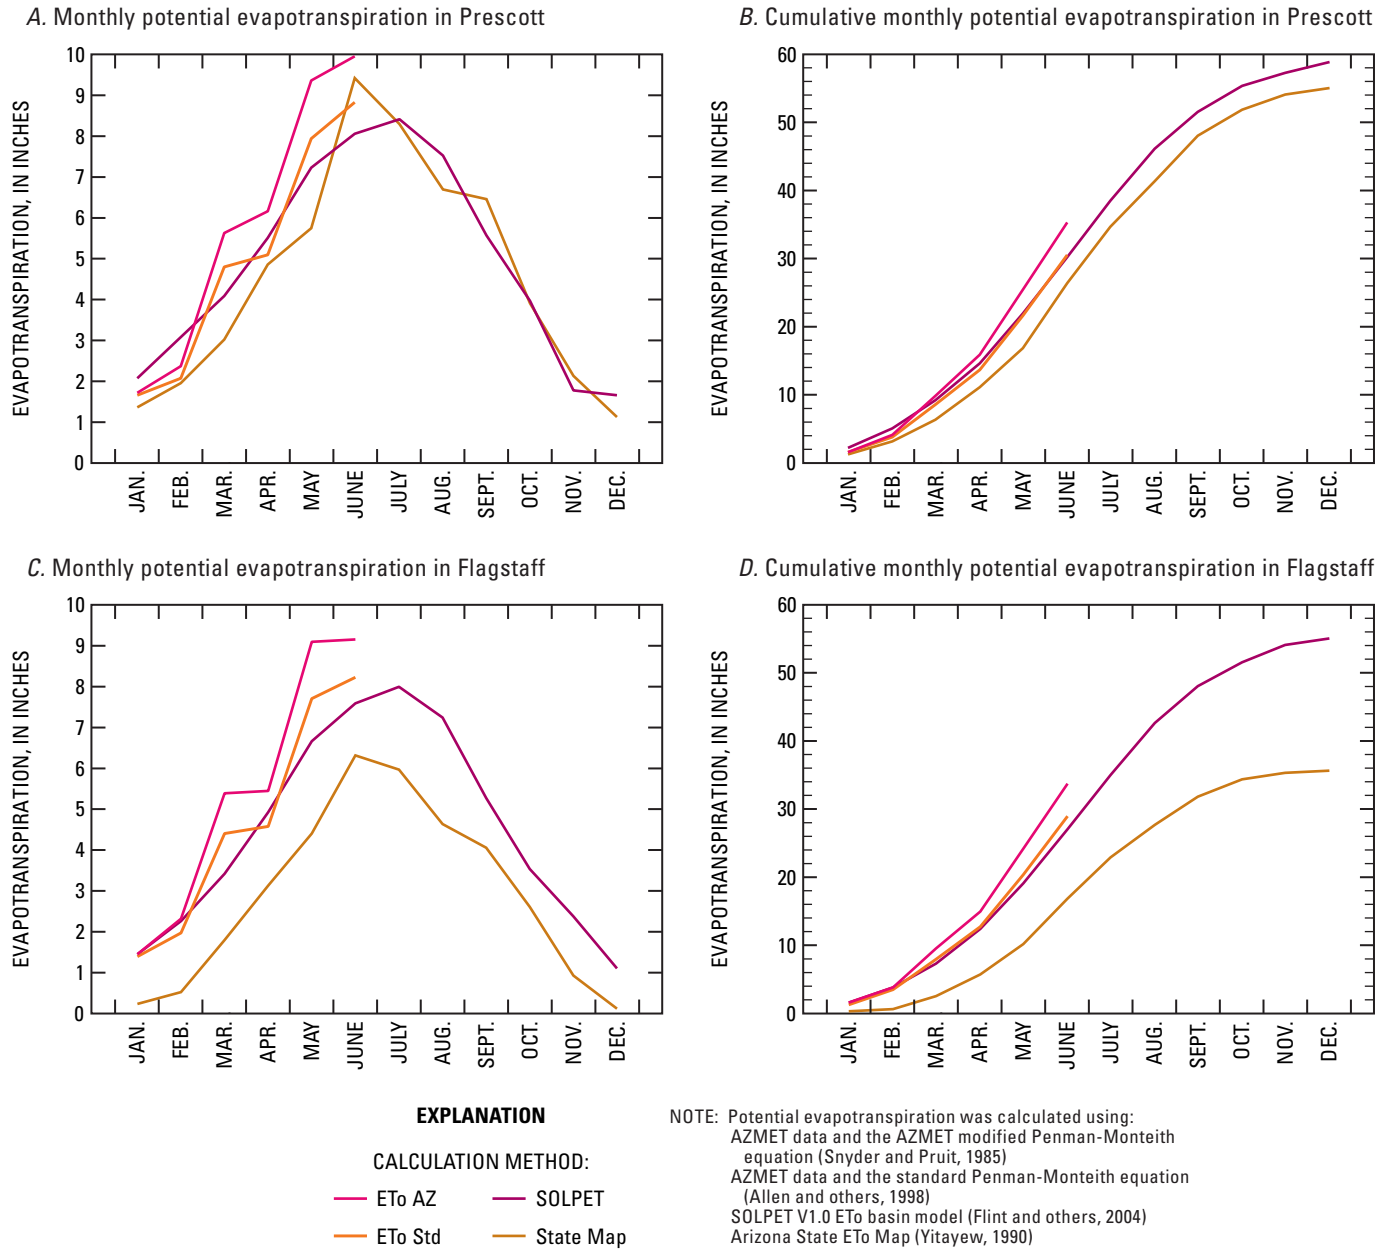 A. Monthly potential evapotranspiration in Prescott
EVAPOTRANSPIRATION, IN INCHES
10
9
8
7
6
5
4
3
2
1
0
JAN.
FEB.
MAR.
APR.
MAY
JUNE
JULY
AUG.
SEPT.
OCT.
NOV.
DEC.
B. Cumulative monthly potential evapotranspiration in Prescott
EVAPOTRANSPIRATION, IN INCHES
60
50
40
30
20
10
0
JAN.
FEB.
MAR.
APR.
MAY
JUNE
JULY
AUG.
SEPT.
OCT.
NOV.
DEC.
C. Monthly potential evapotranspiration in Flagstaff
EVAPOTRANSPIRATION, IN INCHES
10
9
8
7
6
5
4
3
2
1
0
JAN.
FEB.
MAR.
APR.
MAY
JUNE
JULY
AUG.
SEPT.
OCT.
NOV.
DEC.
D. Cumulative monthly potential evapotranspiration in Flagstaff
EVAPOTRANSPIRATION, IN INCHES
60
50
40
30
20
10
0
JAN.
FEB.
MAR.
APR.
MAY
JUNE
JULY
AUG.
SEPT.
OCT.
NOV.
DEC.
EXPLANATION
CALCULATION METHOD:
ETo AZ
SOLPET
ETo Std
State Map
NOTE: Potential evapotranspiration was calculated using:
AZMET data and the AZMET modified Penman-Monteith
equation (Snyder and Pruit, 1985)
AZMET data and the standard Penman-Monteith equation
(Allen and others, 1998)
SOLPET V1.0 ETo basin model (Flint and others, 2004)
Arizona State ETo Map (Yitayew, 1990)